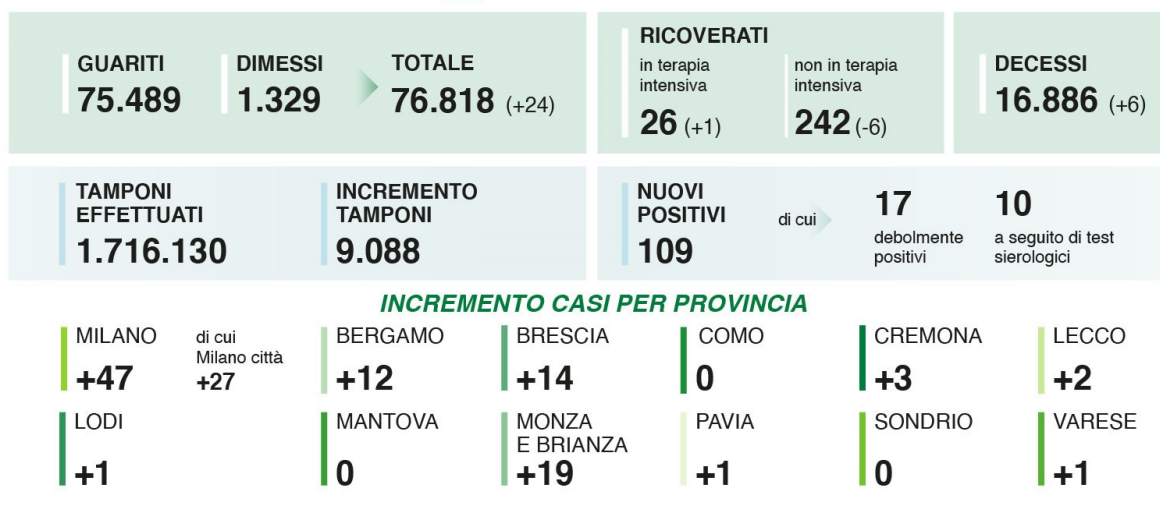 GUARITI
75.489
DIMESSI
1.329
TOTALE
76.818 (+24)
RICOVERATI
in terapia
intensiva
26 (+1)
non in terapia
intensiva
242 (-6)
DECESSI
16.886 (+6)
TAMPONI
EFFETTUATI
1.716.130
INCREMENTO
TAMPONI
9.088
NUOVI
POSITIVI
109
di cui
17
debolmente
positivi
10
a seguito di test
sierologici
INCREMENTO CASI PER PROVINCIA
MILANO
+47
di cui
Milano città
+27
BERGAMO
+12
BRESCIA
+14
COMO
0
CREMONA
+3
LECCO
+2
LODI
+1
MANTOVA
0
MONZA
E BRIANZA
+19
PAVIA
+1
SONDRIO
0
VARESE
+1